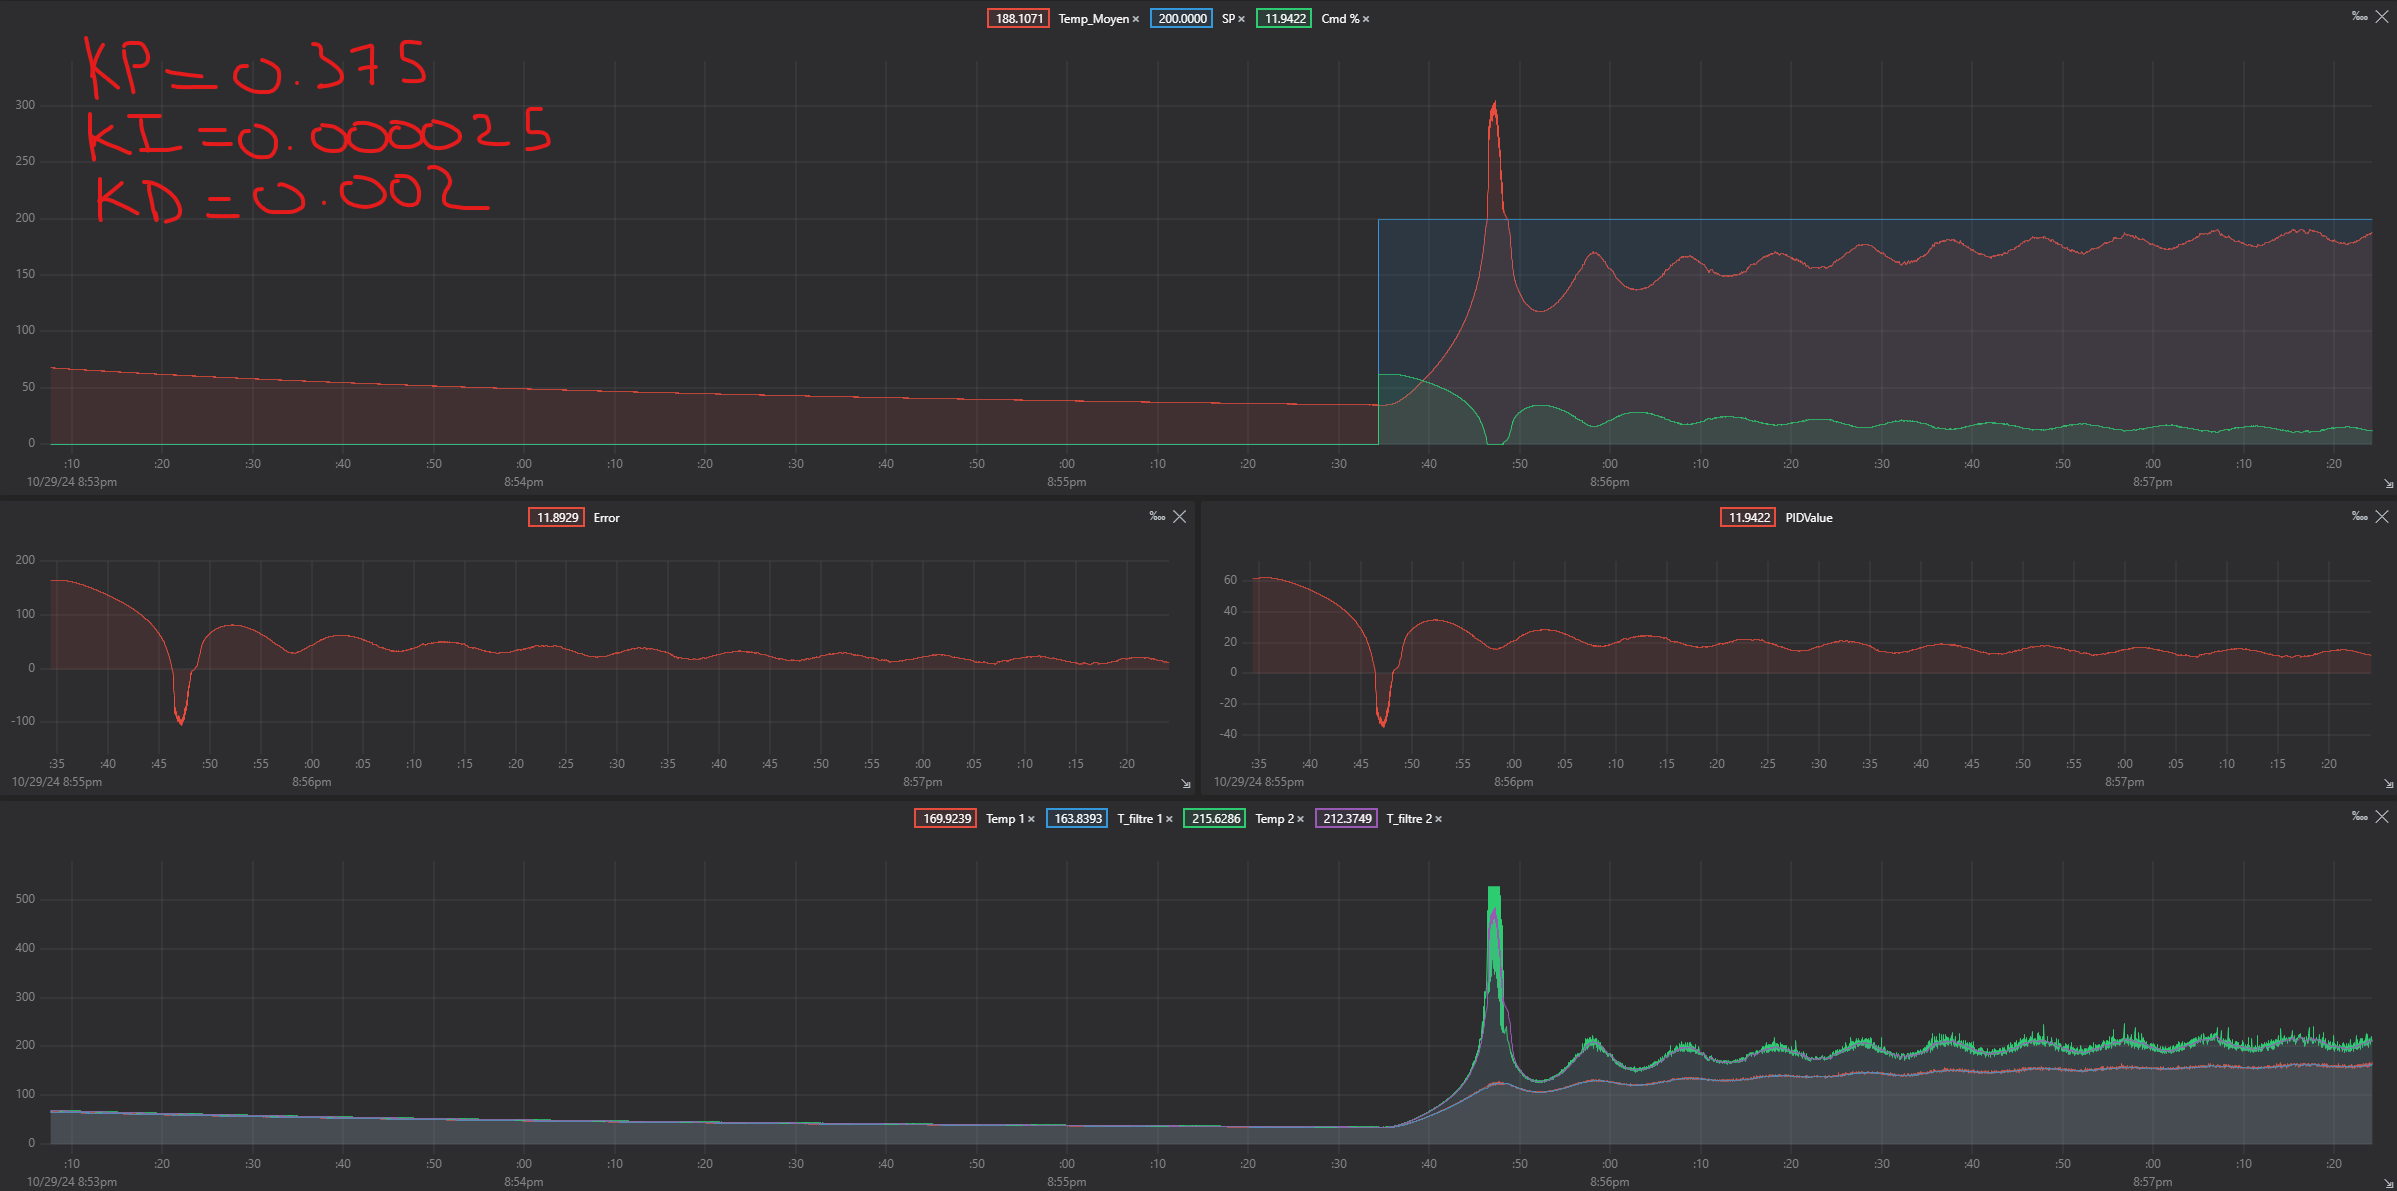 188.1071 Temp_Moyen × 200.0000 SP × 11.9422 Cmd % ×
‰
KP=0.375
KI=0.000025
KD=0.002
300
250
200
150
100
50
0
:10 :20 :30 :40 :50 :00 :10 :20 :30 :40 :50 :00 :10 :20 :30 :40 :50 :00 :10 :20 :30 :40 :50 :00 :10 :20
10/29/24 8:53pm 8:54pm 8:55pm 8:56pm 8:57pm
11.8929 Error
‰
200
100
0
-100
:35 :40 :45 :50 :55 :00 :05 :10 :15 :20 :25 :30 :35 :40 :45 :50 :55 :00 :05 :10 :15 :20
10/29/24 8:55pm 8:56pm 8:57pm
11.9422 PIDValue
‰
60
40
20
0
-20
-40
:35 :40 :45 :50 :55 :00 :05 :10 :15 :20 :25 :30 :35 :40 :45 :50 :55 :00 :05 :10 :15 :20
10/29/24 8:55pm 8:56pm 8:57pm
169.9239 Temp 1 × 163.8393 T_filtre 1 × 215.6286 Temp 2 × 212.3749 T_filtre 2 ×
‰
500
400
300
200
100
0
:10 :20 :30 :40 :50 :00 :10 :20 :30 :40 :50 :00 :10 :20 :30 :40 :50 :00 :10 :20 :30 :40 :50 :00 :10 :20
10/29/24 8:53pm 8:54pm 8:55pm 8:56pm 8:57pm